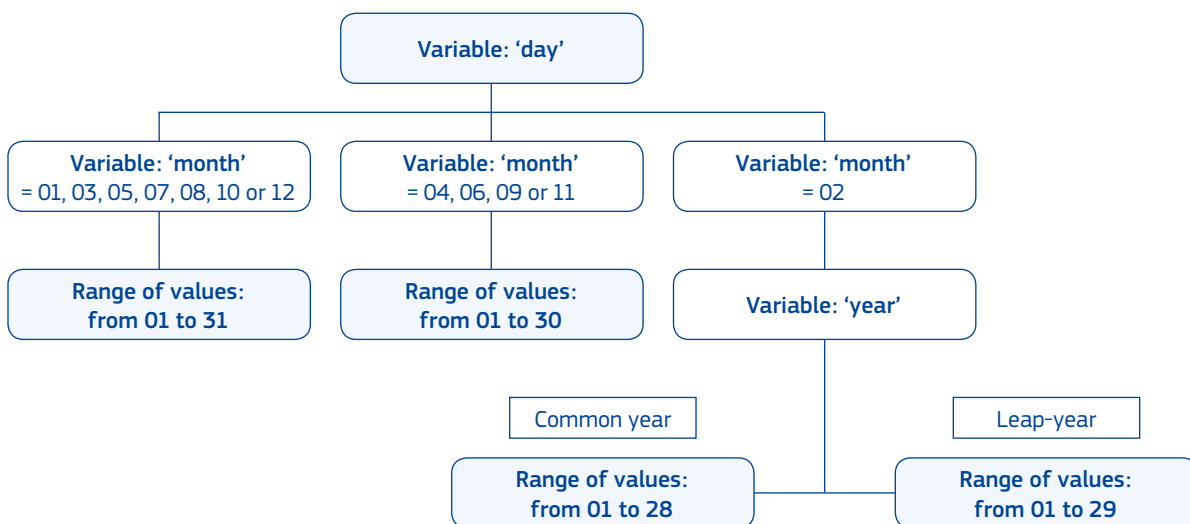 Variable: ‘day’
Variable: ‘month’
= 01, 03, 05, 07, 08, 10 or 12
Variable: ‘month’
= 04, 06, 09 or 11
Variable: ‘month’
= 02
Range of values:
from 01 to 31
Range of values:
from 01 to 30
Variable: ‘year’
Common year
Leap-year
Range of values:
from 01 to 28
Range of values:
from 01 to 29